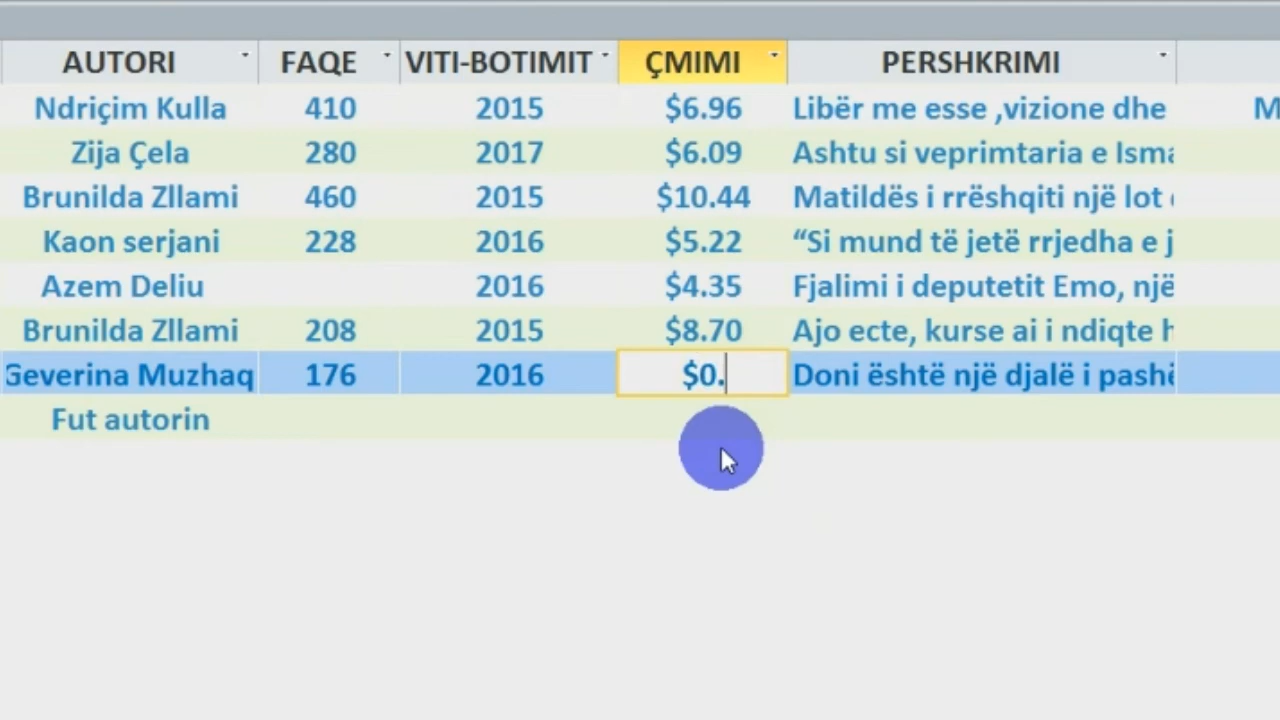 AUTORI FAQE VITI-BOTIMIT ÇMIMI PERSHKRIMI
Ndriçim Kulla 410 2015 $6.96 Libër me esse ,vizione dhe M
Zija Çela 280 2017 $6.09 Ashtu si veprimtaria e Isma
Brunilda Zllami 460 2015 $10.44 Matildës i rrëshqiti një lot
Kaon serjani 228 2016 $5.22 “Si mund të jetë rrjedha e j
Azem Deliu 2016 $4.35 Fjalimi i deputetit Emo, një
Brunilda Zllami 208 2015 $8.70 Ajo ecte, kurse ai i ndiqte h
Geverina Muzhaq 176 2016 $0. Doni është një djalë i pashë
Fut autorin